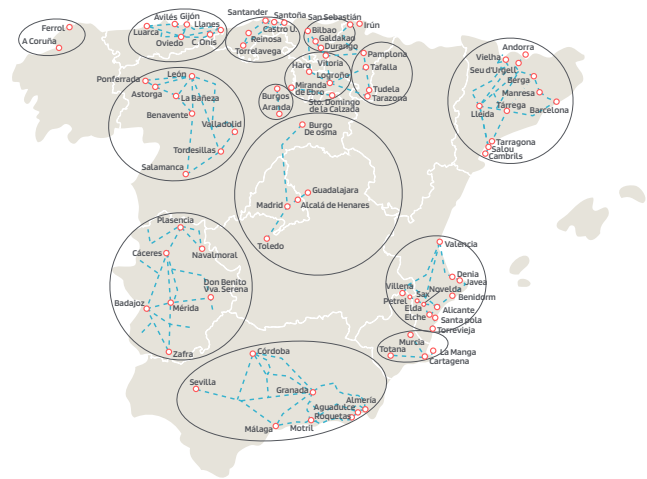 Ferrol
A Coruña
Avilés
Gijón
Llanes
Luarca
Oviedo
C. Onis
Santander
Santoña
Castro U.
Reinosa
Torrelavega
San Sebastián
Irún
Bilbao
Galdakao
Durango
Vitoria
Haro
Logroño
Miranda
de Ebro
Sto. Domingo
de la Calzada
Pamplona
Tafalla
Tudela
Tarazona
Burgos
Aranda
León
Ponferrada
Astorga
La Bañeza
Benavente
Valladolid
Tordesillas
Salamanca
Andorra
Vielha
Seu d'Urgell
Berga
Manresa
Tárrega
Lleida
Barcelona
Tarragona
Salou
Cambrils
Burgo
De osma
Guadalajara
Madrid
Alcalá de Henares
Toledo
Plasencia
Cáceres
Navalmoral
Don Benito
Vva. Serena
Badajoz
Mérida
Zafra
Valencia
Denia
Javea
Villena
Novelda
Petrel
Sax
Benidorm
Elda
Alicante
Elche
Santa pola
Torrevieja
Murcia
Totana
La Manga
Cartagena
Córdoba
Sevilla
Granada
Almería
Aguadulce
Roquetas
Málaga
Motril